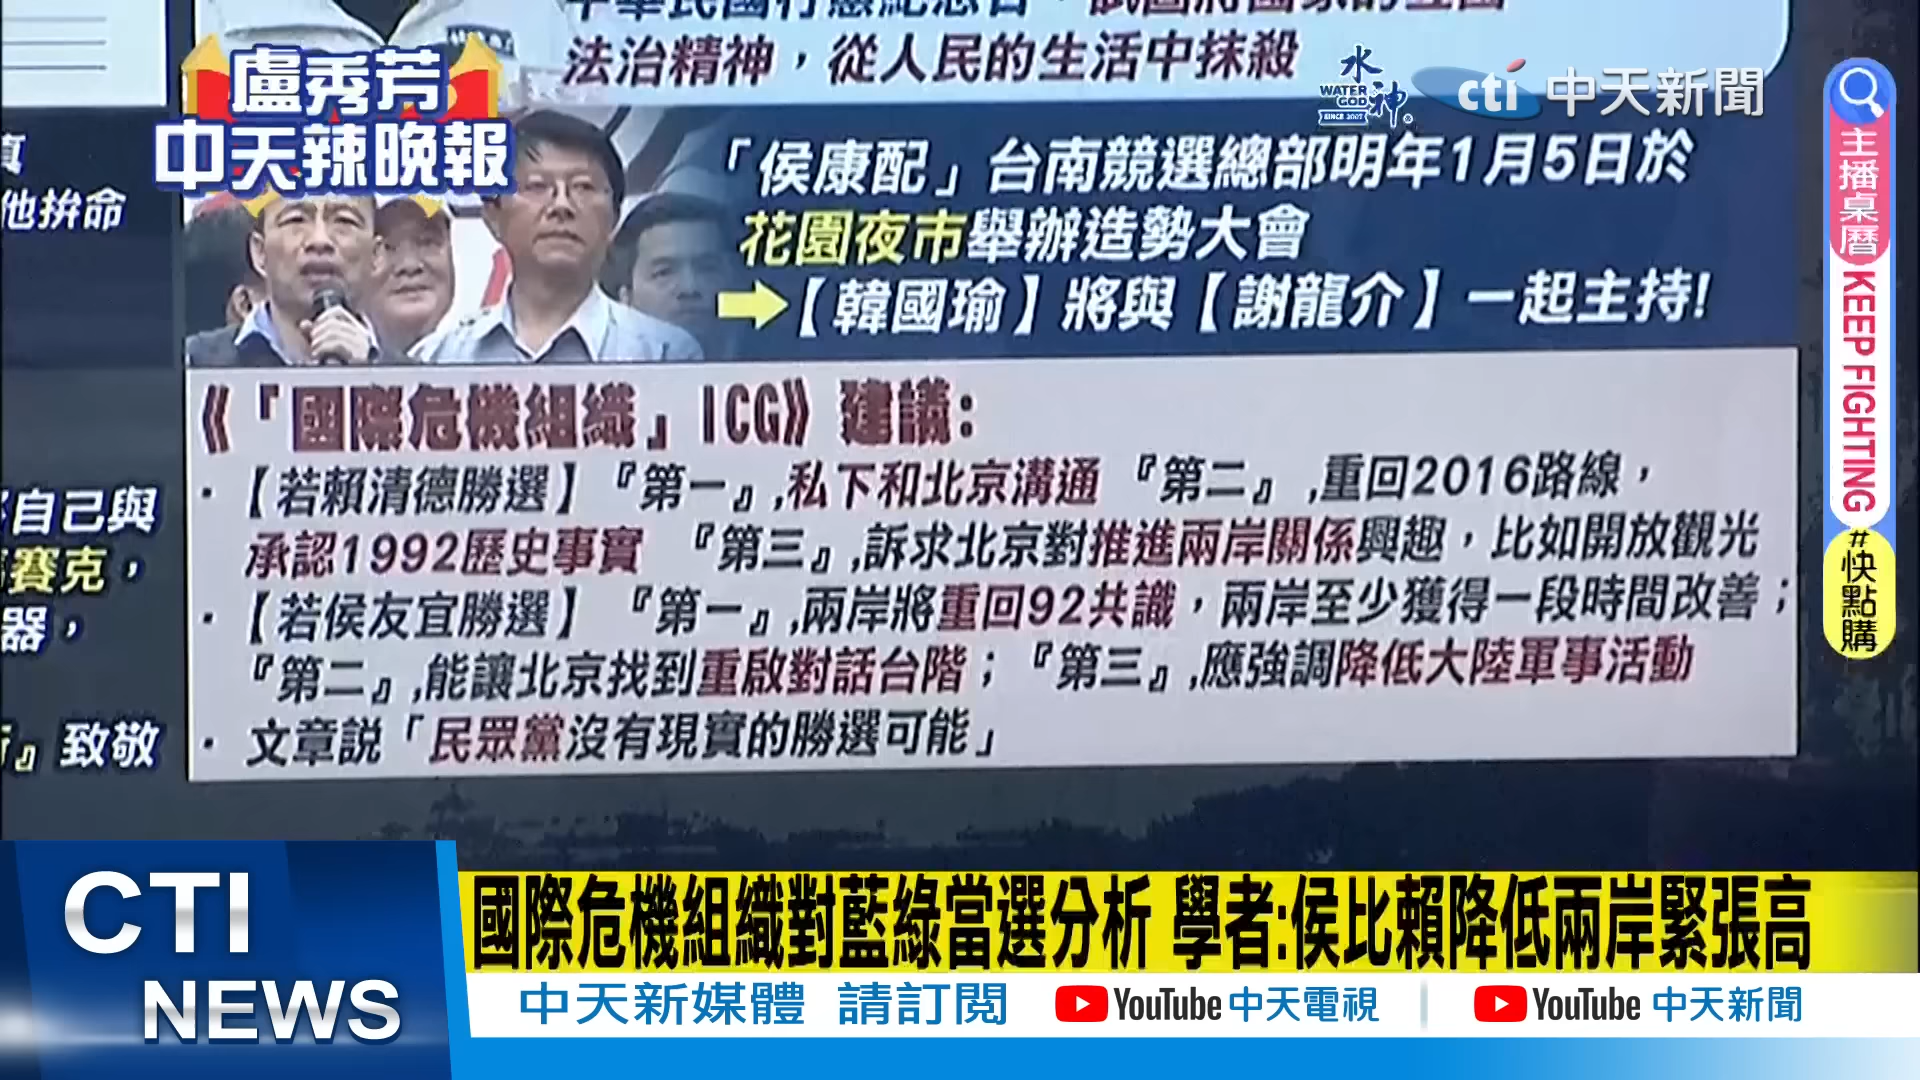 法治精神，從人民的生活中抹殺
盧秀芳
中天辣晚報
水神
WATER GOD
SINCE 2007
cti 中天新聞
他拚命
「侯康配」台南競選總部明年1月5日於
花園夜市舉辦造勢大會
【韓國瑜】將與【謝龍介】一起主持!
《「國際危機組織」ICG》建議:
·【若賴清德勝選】『第一』,私下和北京溝通 『第二』,重回2016路線，
承認1992歷史事實 『第三』,訴求北京對推進兩岸關係興趣，比如開放觀光
·【若侯友宜勝選】 『第一』,兩岸將重回92共識，兩岸至少獲得一段時間改善；
『第二』,能讓北京找到重啟對話台階；『第三』,應強調降低大陸軍事活動
· 文章説「民眾黨沒有現實的勝選可能」
自己與
賽克，
器，
』致敬
主播桌曆 KEEP FIGHTING
#快點購
CTI
NEWS
國際危機組織對藍綠當選分析 學者:侯比賴降低兩岸緊張高
中天新媒體 請訂閱 YouTube 中天電視 YouTube 中天新聞